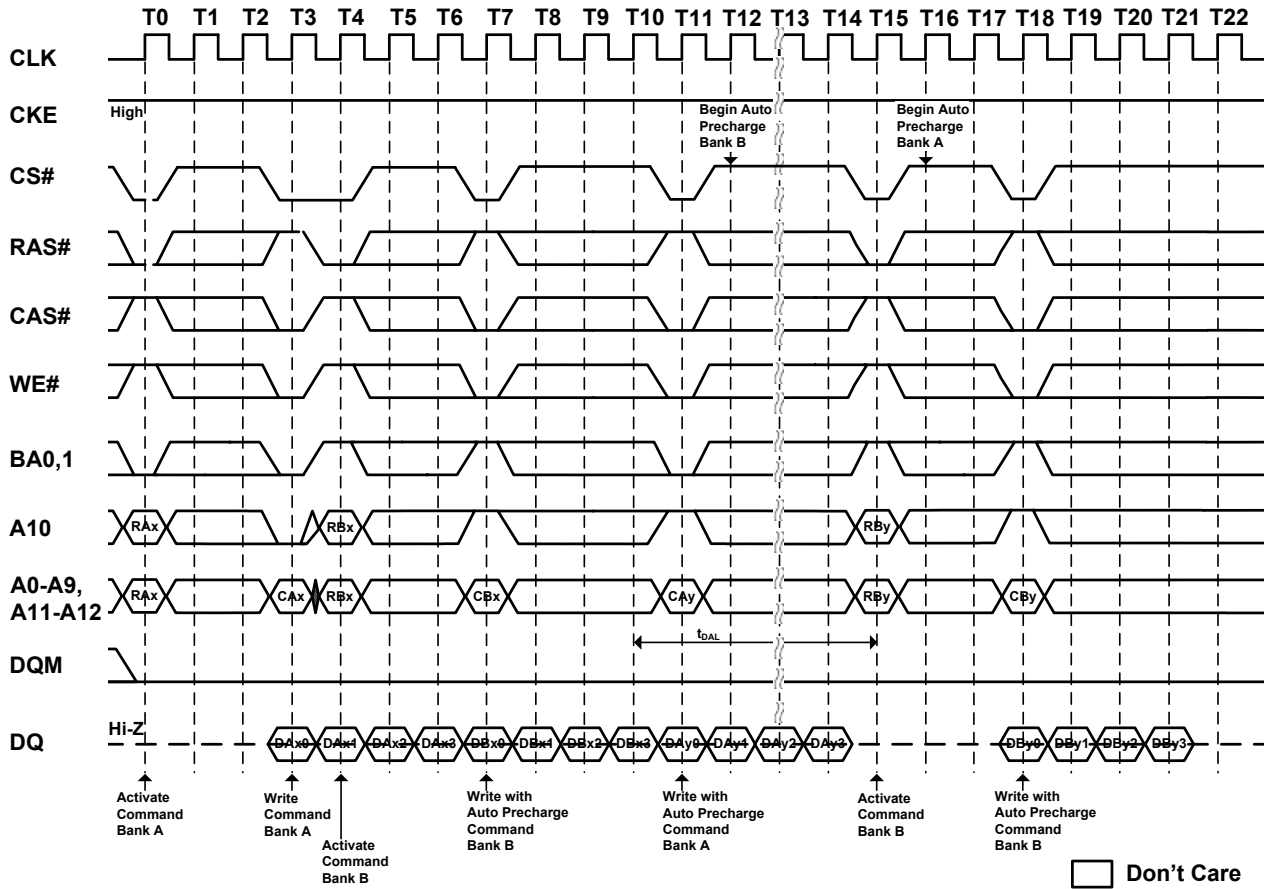 T0 T1 T2 T3 T4 T5 T6 T7 T8 T9 T10 T11 T12 T13 T14 T15 T16 T17 T18 T19 T20 T21 T22
CLK
CKE
High
Begin Auto
Precharge
Bank B
Begin Auto
Precharge
Bank A
CS#
RAS#
CAS#
WE#
BA0,1
A10
RAx RBx RBy
A0-A9,
A11-A12
RAx CAx RBx CBx CAy RBy CBy
tDAL
DQM
Hi-Z
DQ
DAx0 DAx1 DAx2 DAx3 DBx0 DBx1 DBx2 DBx3 DAy0 DAy1 DAy2 DAy3 DBy0 DBy1 DBy2 DBy3
Activate
Command
Bank A
Write
Command
Bank A
Activate
Command
Bank B
Write with
Auto Precharge
Command
Bank B
Write with
Auto Precharge
Command
Bank A
Activate
Command
Bank B
Write with
Auto Precharge
Command
Bank B
Don't Care